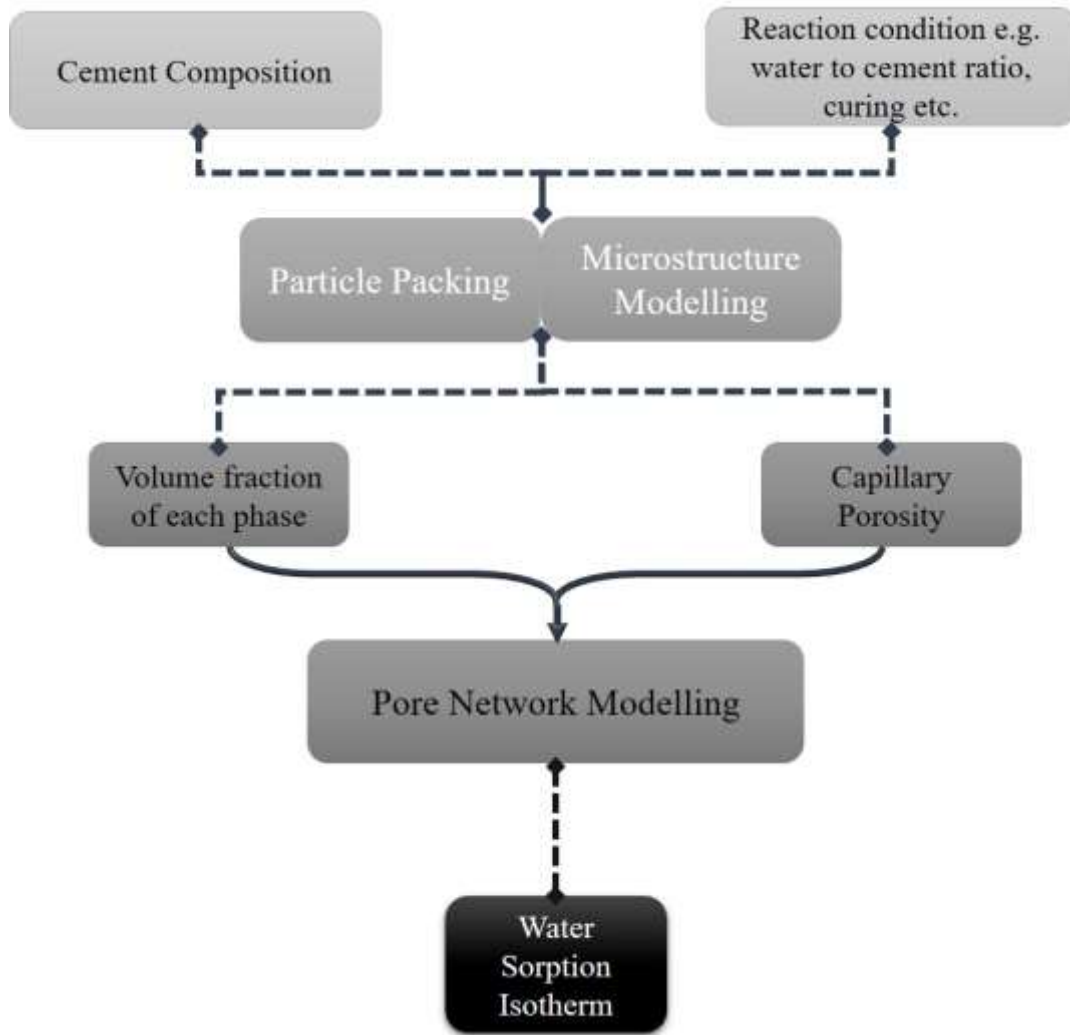 Cement Composition
Reaction condition e.g.
water to cement ratio,
curing etc.
Particle Packing
Microstructure
Modelling
Volume fraction
of each phase
Capillary
Porosity
Pore Network Modelling
Water
Sorption
Isotherm